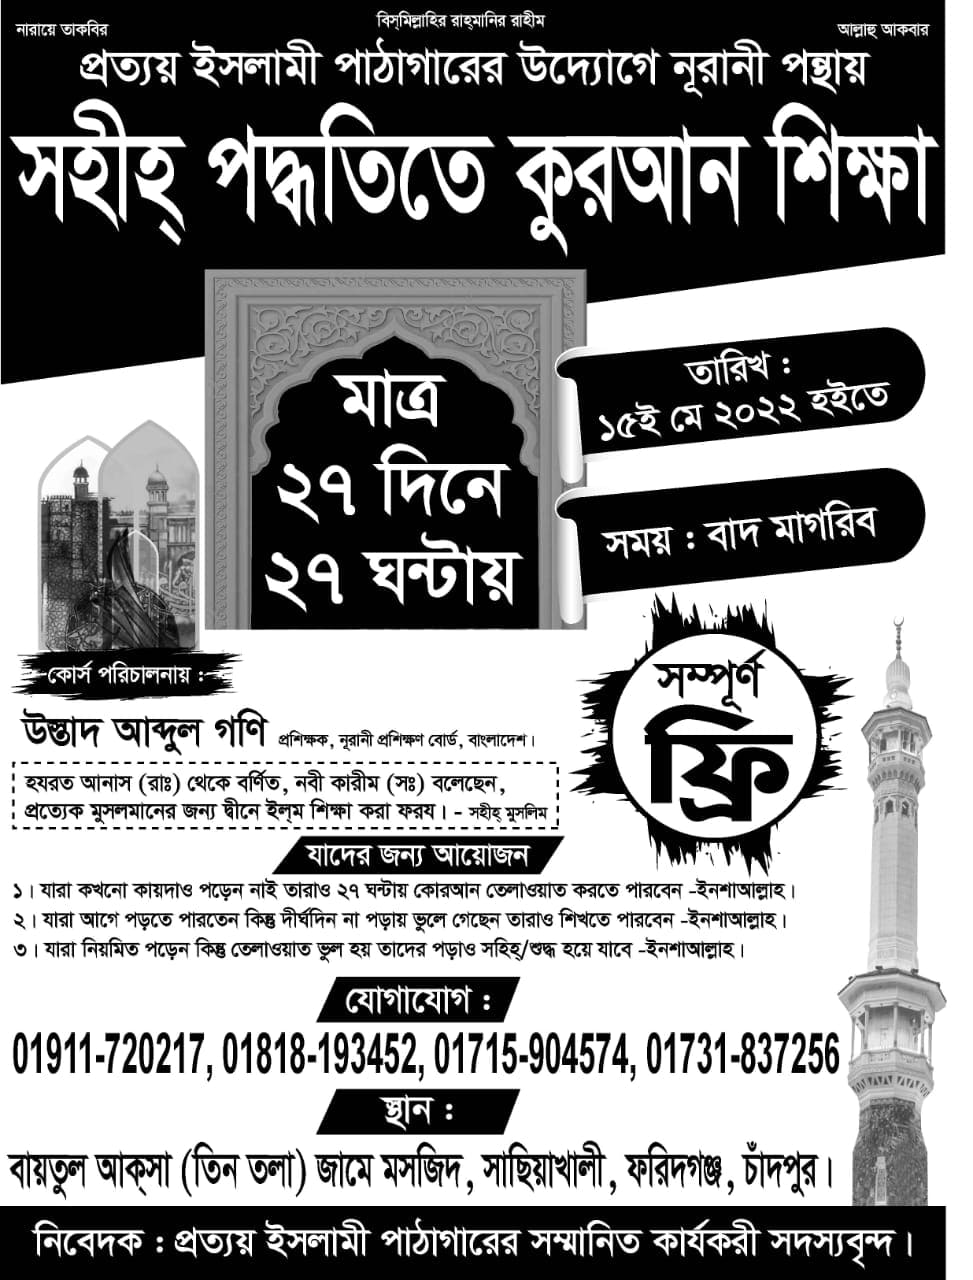 বিস্‌মিল্লাহির রাহ্‌মানির রাহীম
নারায়ে তাকবির
আল্লাহু আকবার
প্রত্যয় ইসলামী পাঠাগারের উদ্যোগে নূরানী পন্থায়
সহীহ্ পদ্ধতিতে কুরআন শিক্ষা
মাত্র
২৭ দিনে
২৭ ঘন্টায়
তারিখ :
১৫ই মে ২০২২ হইতে
সময় : বাদ মাগরিব
কোর্স পরিচালনায় :
উস্তাদ আব্দুল গণি প্রশিক্ষক, নূরানী প্রশিক্ষণ বোর্ড, বাংলাদেশ।
সম্পূর্ণ
ফ্রি
হযরত আনাস (রাঃ) থেকে বর্ণিত, নবী কারীম (সঃ) বলেছেন,
প্রত্যেক মুসলমানের জন্য দ্বীনে ইল্‌ম শিক্ষা করা ফরয। - সহীহ্ মুসলিম
যাদের জন্য আয়োজন
১। যারা কখনো কায়দাও পড়েন নাই তারাও ২৭ ঘন্টায় কোরআন তেলাওয়াত করতে পারবেন -ইনশাআল্লাহ।
২। যারা আগে পড়তে পারতেন কিন্তু দীর্ঘদিন না পড়ায় ভুলে গেছেন তারাও শিখতে পারবেন -ইনশাআল্লাহ।
৩। যারা নিয়মিত পড়েন কিন্তু তেলাওয়াত ভুল হয় তাদের পড়াও সহিহ্/শুদ্ধ হয়ে যাবে -ইনশাআল্লাহ।
যোগাযোগ :
01911-720217, 01818-193452, 01715-904574, 01731-837256
স্থান :
বায়তুল আক্‌সা (তিন তলা) জামে মসজিদ, সাছিয়াখালী, ফরিদগঞ্জ, চাঁদপুর।
নিবেদক : প্রত্যয় ইসলামী পাঠাগারের সম্মানিত কার্যকরী সদস্যবৃন্দ।